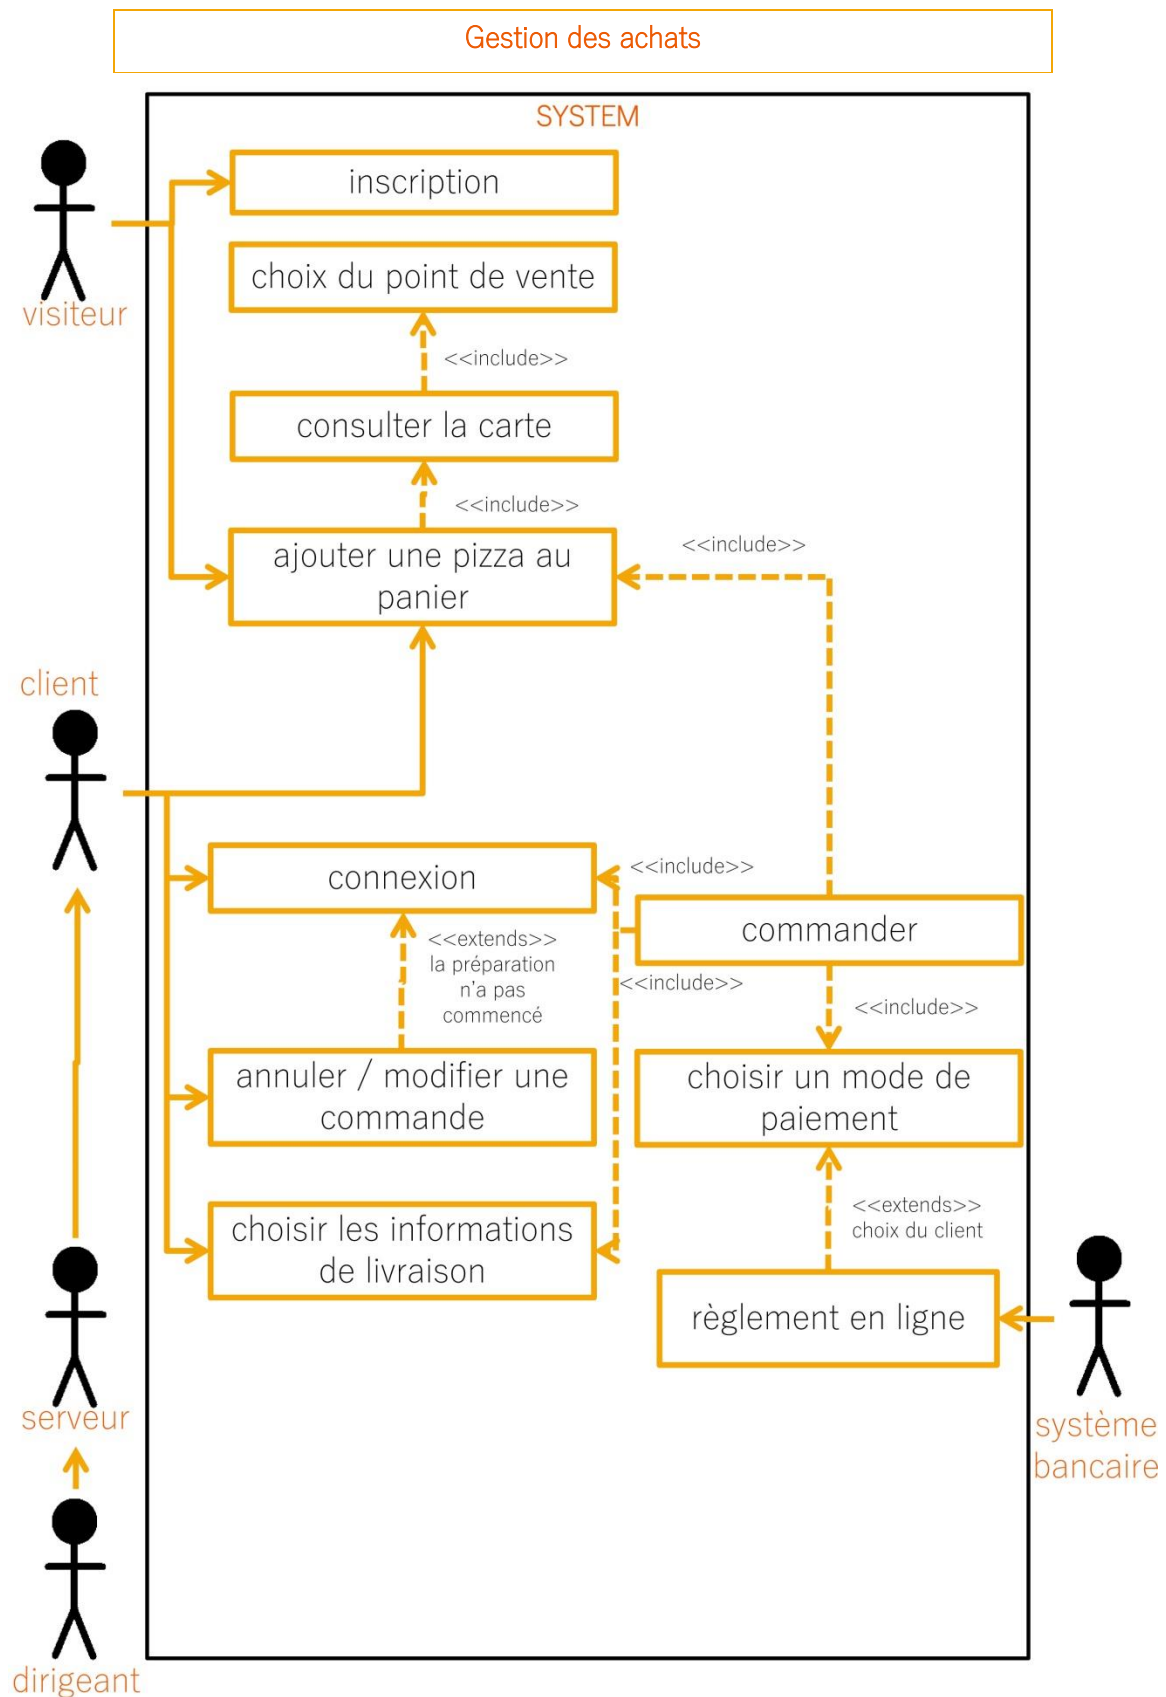 Gestion des achats
SYSTEM
inscription
visiteur
choix du point de vente
<<include>>
consulter la carte
<<include>>
<<include>>
ajouter une pizza au
panier
client
connexion
<<include>>
commander
<<extends>>
la préparation
n'a pas
commencé
<<include>>
<<include>>
annuler / modifier une
commande
choisir un mode de
paiement
choisir les informations
de livraison
<<extends>>
choix du client
règlement en ligne
serveur
système
bancaire
dirigeant